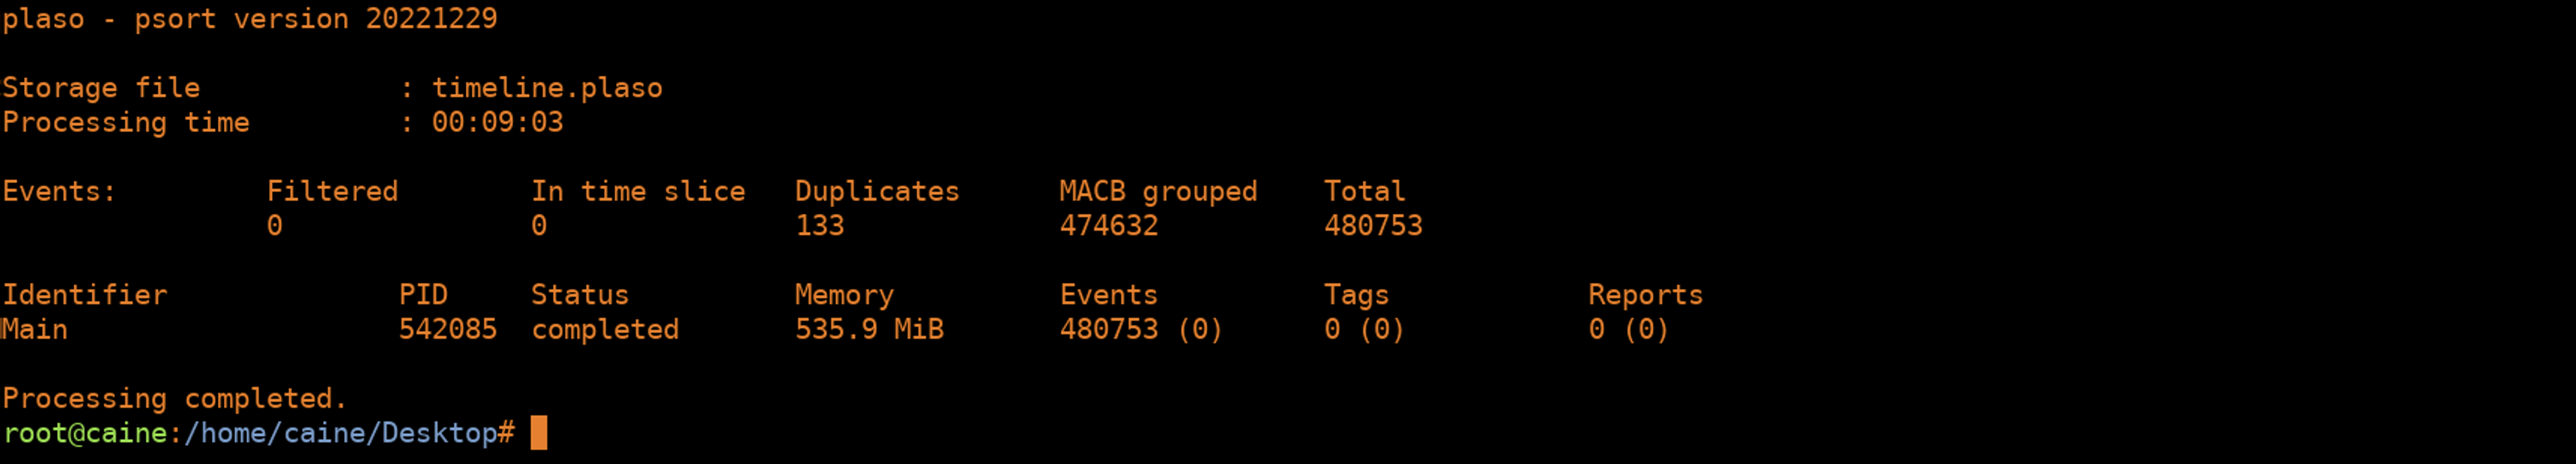 plaso - psort version 20221229
Storage file : timeline.plaso
Processing time : 00:09:03
Events: Filtered In time slice Duplicates MACB grouped Total
0 0 133 474632 480753
Identifier PID Status Memory Events Tags Reports
Main 542085 completed 535.9 MiB 480753 (0) 0 (0) 0 (0)
Processing completed.
root@caine:/home/caine/Desktop#